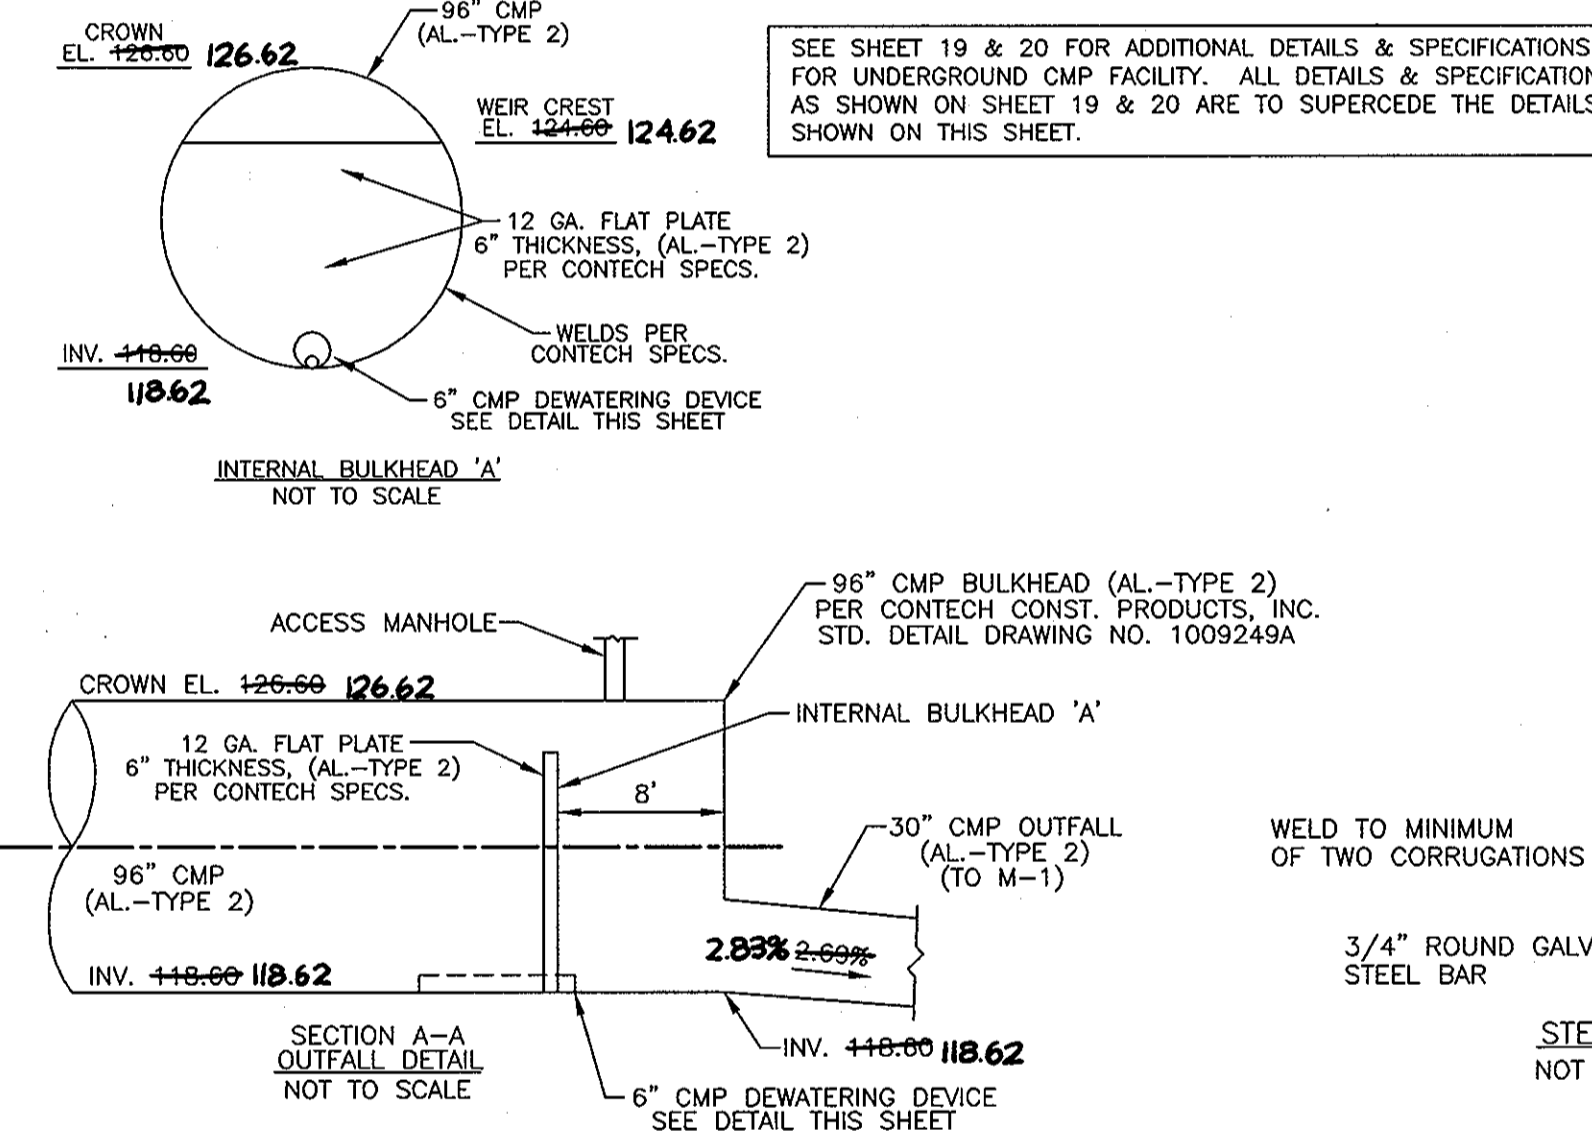 96" CMP
(AL.-TYPE 2)
CROWN
EL. 126.60 126.62
WEIR CREST
EL. 124.60 124.62
SEE SHEET 19 & 20 FOR ADDITIONAL DETAILS & SPECIFICATIONS
FOR UNDERGROUND CMP FACILITY. ALL DETAILS & SPECIFICATION
AS SHOWN ON SHEET 19 & 20 ARE TO SUPERCEDE THE DETAILS
SHOWN ON THIS SHEET.
12 GA. FLAT PLATE
6" THICKNESS, (AL.-TYPE 2)
PER CONTECH SPECS.
WELDS PER
CONTECH SPECS.
INV. 118.60
118.62
6" CMP DEWATERING DEVICE
SEE DETAIL THIS SHEET
INTERNAL BULKHEAD 'A'
NOT TO SCALE
96" CMP BULKHEAD (AL.-TYPE 2)
PER CONTECH CONST. PRODUCTS, INC.
STD. DETAIL DRAWING NO. 1009249A
ACCESS MANHOLE
CROWN EL. 126.60 126.62
INTERNAL BULKHEAD 'A'
12 GA. FLAT PLATE
6" THICKNESS, (AL.-TYPE 2)
PER CONTECH SPECS.
8'
30" CMP OUTFALL
(AL.-TYPE 2)
(TO M-1)
WELD TO MINIMUM
OF TWO CORRUGATIONS
96" CMP
(AL.-TYPE 2)
2.83% 2.69%
3/4" ROUND GALV
STEEL BAR
INV. 118.60 118.62
SECTION A-A
OUTFALL DETAIL
NOT TO SCALE
INV. 118.60 118.62
STE
NOT
6" CMP DEWATERING DEVICE
SEE DETAIL THIS SHEET